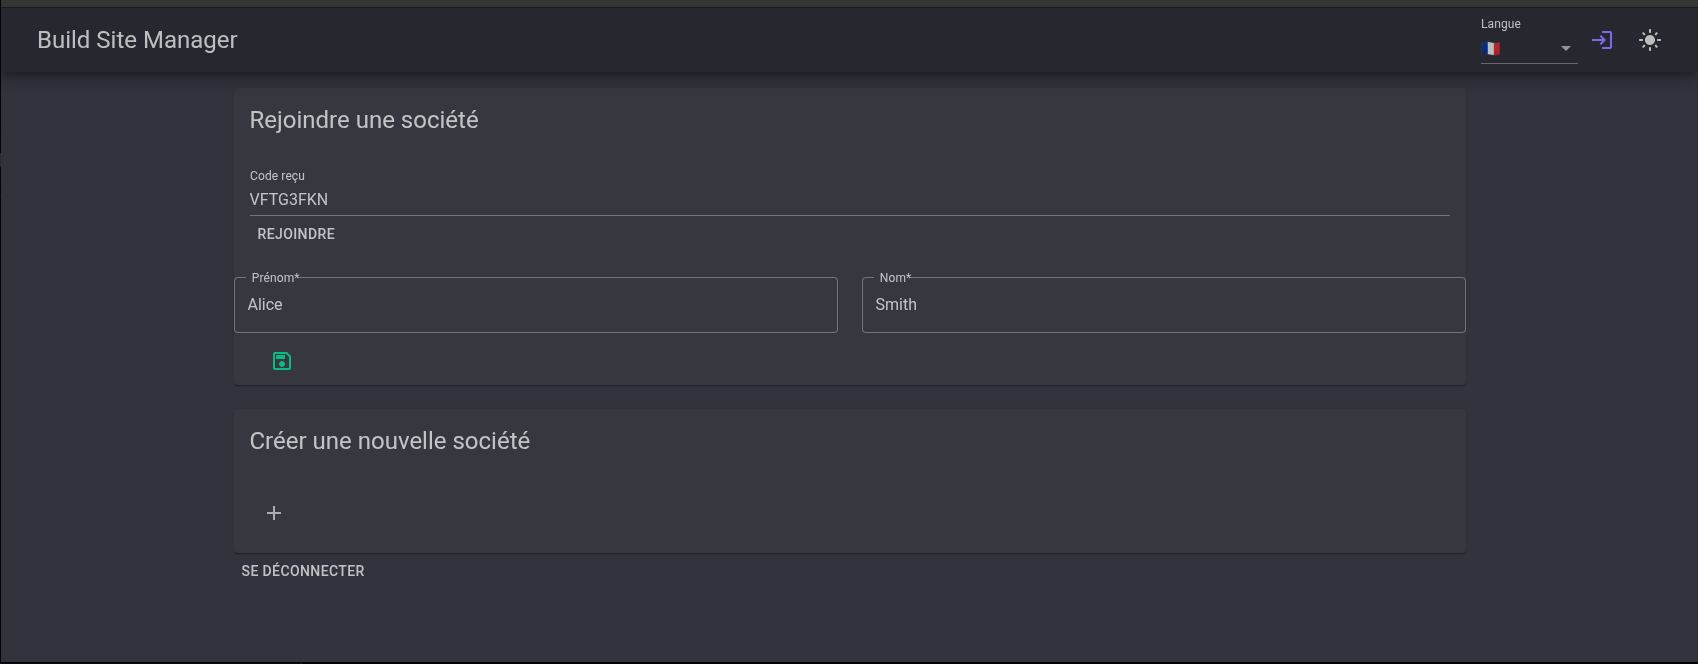 Build Site Manager
Langue
Rejoindre une société
Code reçu
VFTG3FKN
REJOINDRE
Prénom*
Alice
Nom*
Smith
Créer une nouvelle société
SE DÉCONNECTER